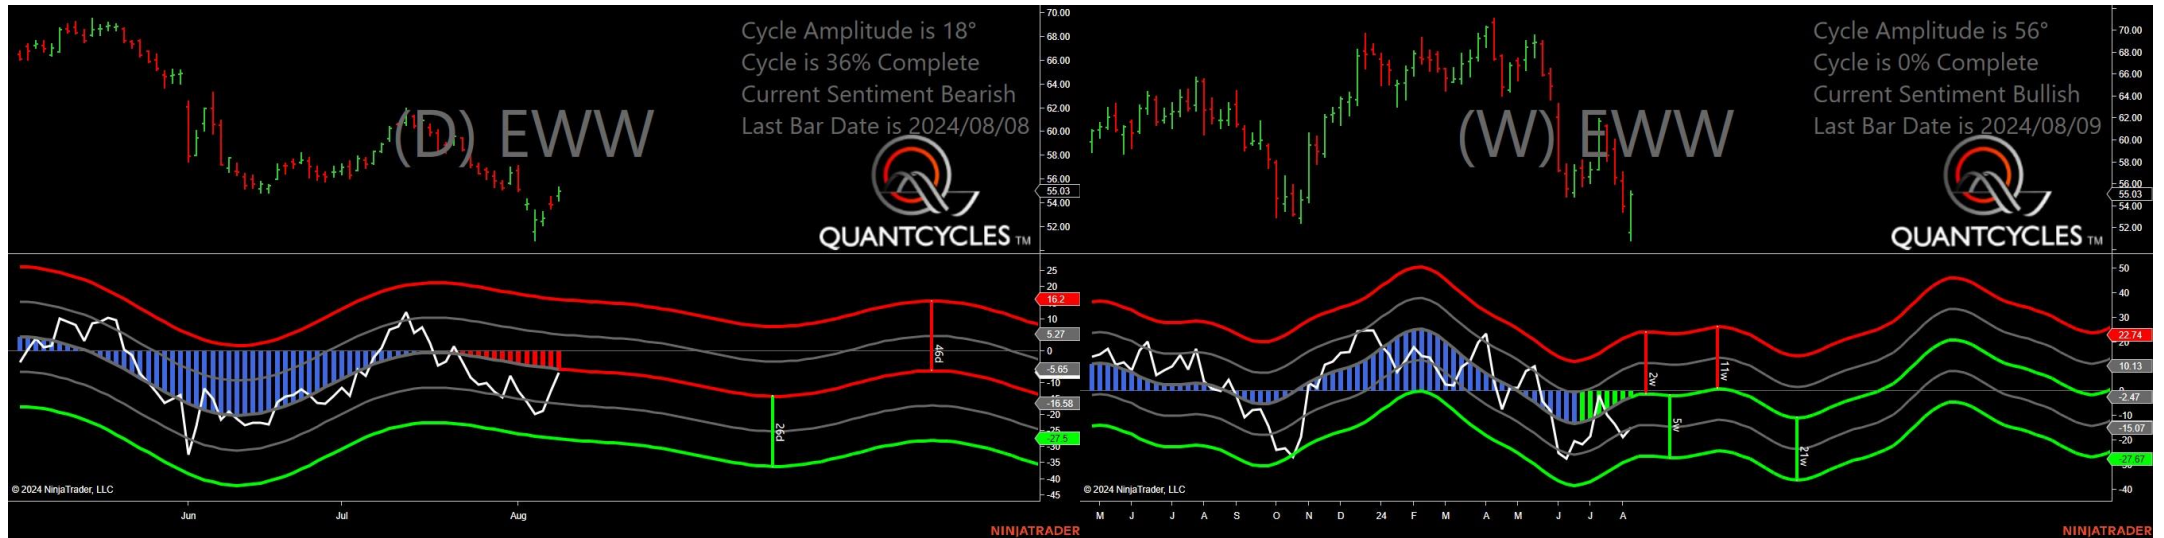 Cycle Amplitude is 18°
Cycle is 36% Complete
Current Sentiment Bearish
Last Bar Date is 2024/08/08
(D) EWW
QUANTCYCLES TM
70.00
68.00
66.00
64.00
62.00
60.00
58.00
56.00
55.03
54.00
52.00
25
20
16.2
10
5.27
0
-5.65
-10
-16.58
-20
-25
-27.5
-30
-35
-40
-45
46d
26d
© 2024 NinjaTrader, LLC
Jun
Jul
Aug
NINJATRADER
Cycle Amplitude is 56°
Cycle is 0% Complete
Current Sentiment Bullish
Last Bar Date is 2024/08/09
(W) EWW
QUANTCYCLES TM
70.00
68.00
66.00
64.00
62.00
60.00
58.00
56.00
55.03
54.00
52.00
50
40
30
22.74
20
10.13
0
-2.47
-10
-15.07
-20
-27.67
-40
2w
11w
5w
21w
© 2024 NinjaTrader, LLC
M J J A S O N D 24 F M A M J J A
NINJATRADER